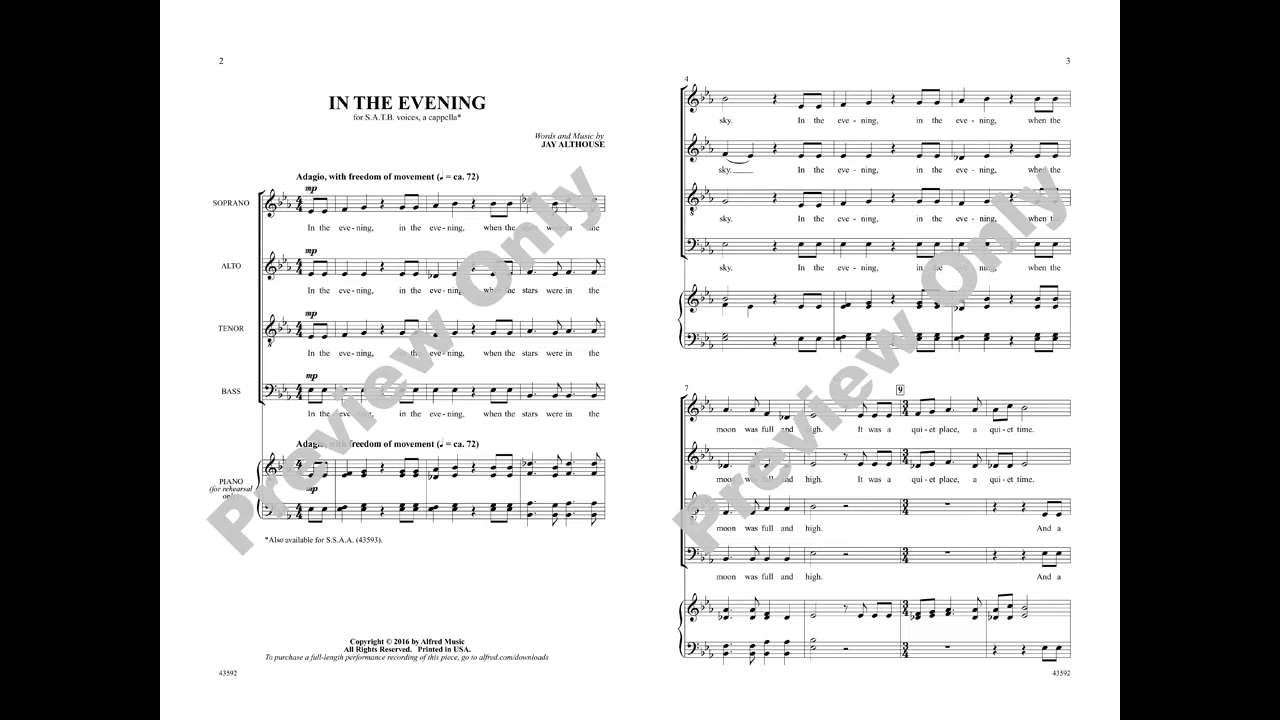 2
IN THE EVENING
for S.A.T.B. voices, a cappella*
Words and Music by
JAY ALTHOUSE
Adagio, with freedom of movement (♩ = ca. 72)
mp
SOPRANO
In the eve - ning, in the eve - ning, when the stars were in the
mp
ALTO
In the eve - ning, in the eve - ning, when the stars were in the
mp
TENOR
In the eve - ning, in the eve - ning, when the stars were in the
mp
BASS
In the eve - ning, in the eve - ning, when the stars were in the
Adagio, with freedom of movement (♩ = ca. 72)
PIANO
(for rehearsal
only)
mp
*Also available for S.S.A.A. (43593).
Copyright © 2016 by Alfred Music
All Rights Reserved. Printed in USA.
To purchase a full-length performance recording of this piece, go to alfred.com/downloads
43592
Preview Only
3
4
sky. In the eve - ning, in the eve - ning, when the
sky. In the eve - ning, in the eve - ning, when the
sky. In the eve - ning, in the eve - ning, when the
sky. In the eve - ning, in the eve - ning, when the
7
9
moon was full and high. It was a qui - et place, a qui - et time.
moon was full and high. It was a qui - et place, a qui - et time.
moon was full and high. And a
moon was full and high. And a
43592
Preview Only